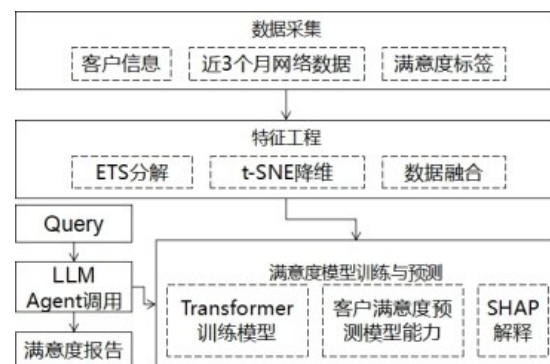 数据采集
客户信息
近3个月网络数据
满意度标签
特征工程
ETS分解
t-SNE降维
数据融合
Query
LLM
Agent调用
满意度报告
满意度模型训练与预测
Transformer
训练模型
客户满意度预
测模型能力
SHAP
解释